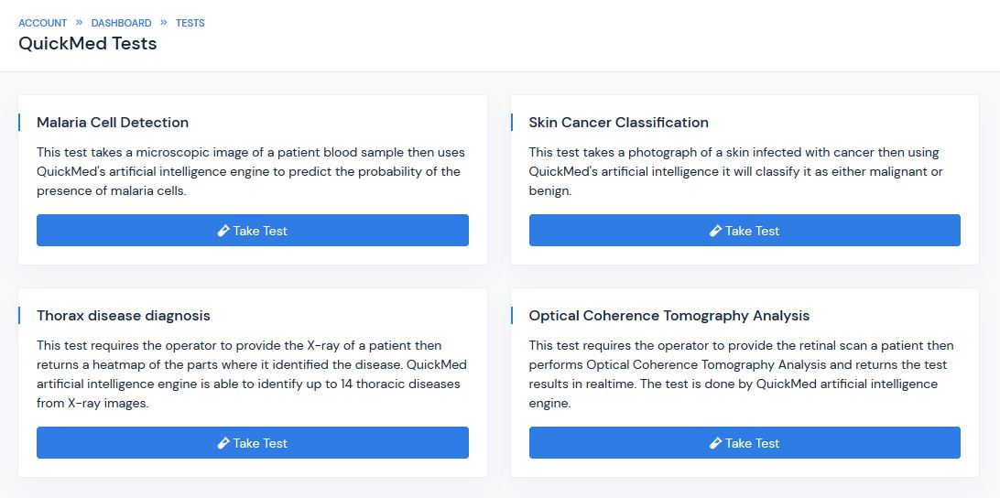 ACCOUNT » DASHBOARD » TESTS
QuickMed Tests
Malaria Cell Detection
This test takes a microscopic image of a patient blood sample then uses
QuickMed's artificial intelligence engine to predict the probability of the
presence of malaria cells.
Take Test
Skin Cancer Classification
This test takes a photograph of a skin infected with cancer then using
QuickMed's artificial intelligence it will classify it as either malignant or
benign.
Take Test
Thorax disease diagnosis
This test requires the operator to provide the X-ray of a patient then
returns a heatmap of the parts where it identified the disease. QuickMed
artificial intelligence engine is able to identify up to 14 thoracic diseases
from X-ray images.
Take Test
Optical Coherence Tomography Analysis
This test requires the operator to provide the retinal scan a patient then
performs Optical Coherence Tomography Analysis and returns the test
results in realtime. The test is done by QuickMed artificial intelligence
engine.
Take Test